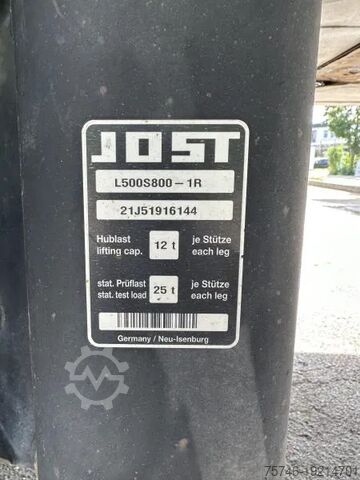 JOST
L500S800-1R
21J51916144
Hublast 12 t je Stütze
lifting cap. each leg
stat. Prüflast 25 t je Stütze
stat. test load each leg
Germany / Neu-Isenburg
75746-19214701